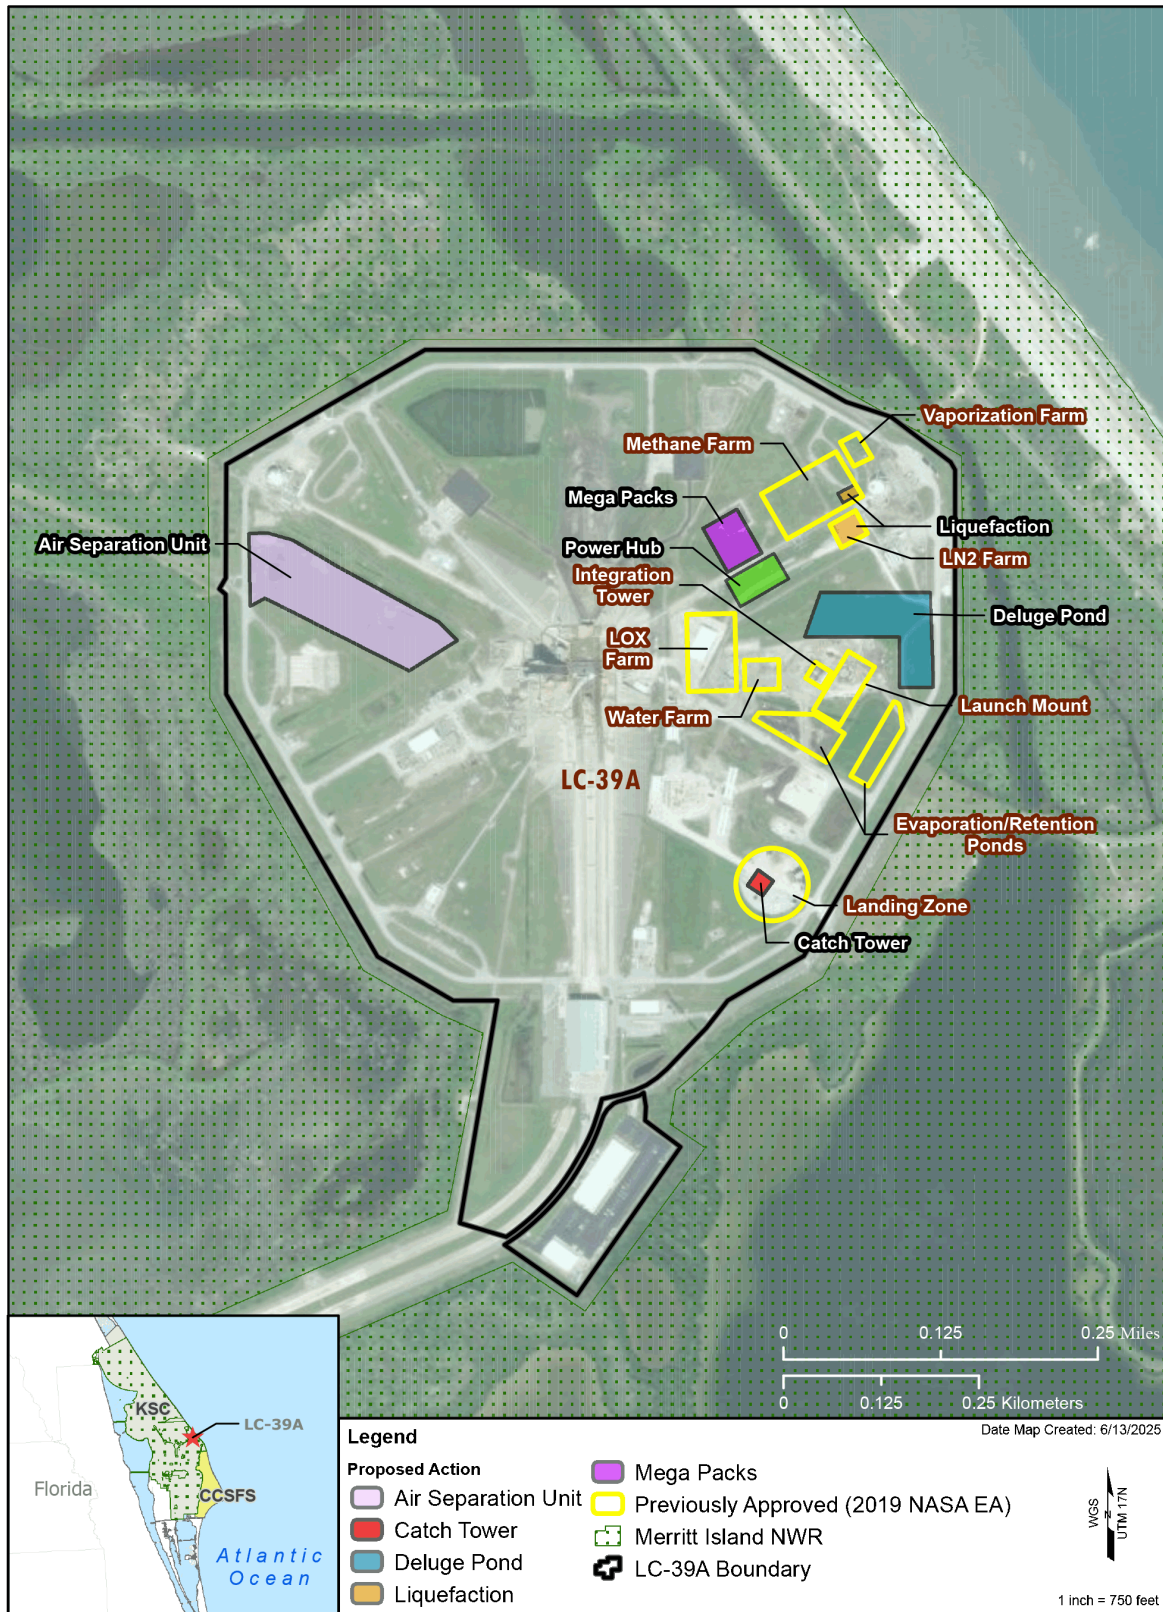 Vaporization Farm
Methane Farm
Mega Packs
Liquefaction
Air Separation Unit
Power Hub
LN2 Farm
Integration
Tower
Deluge Pond
LOX
Farm
Water Farm
Launch Mount
LC-39A
Evaporation/Retention
Ponds
Landing Zone
Catch Tower
0 0.125 0.25 Miles
0 0.125 0.25 Kilometers
KSC
LC-39A
Florida
CCSFS
Atlantic
Ocean
Date Map Created: 6/13/2025
Legend
Proposed Action
Air Separation Unit
Catch Tower
Deluge Pond
Liquefaction
Mega Packs
Previously Approved (2019 NASA EA)
Merritt Island NWR
LC-39A Boundary
WGS
N
UTM 17N
1 inch = 750 feet